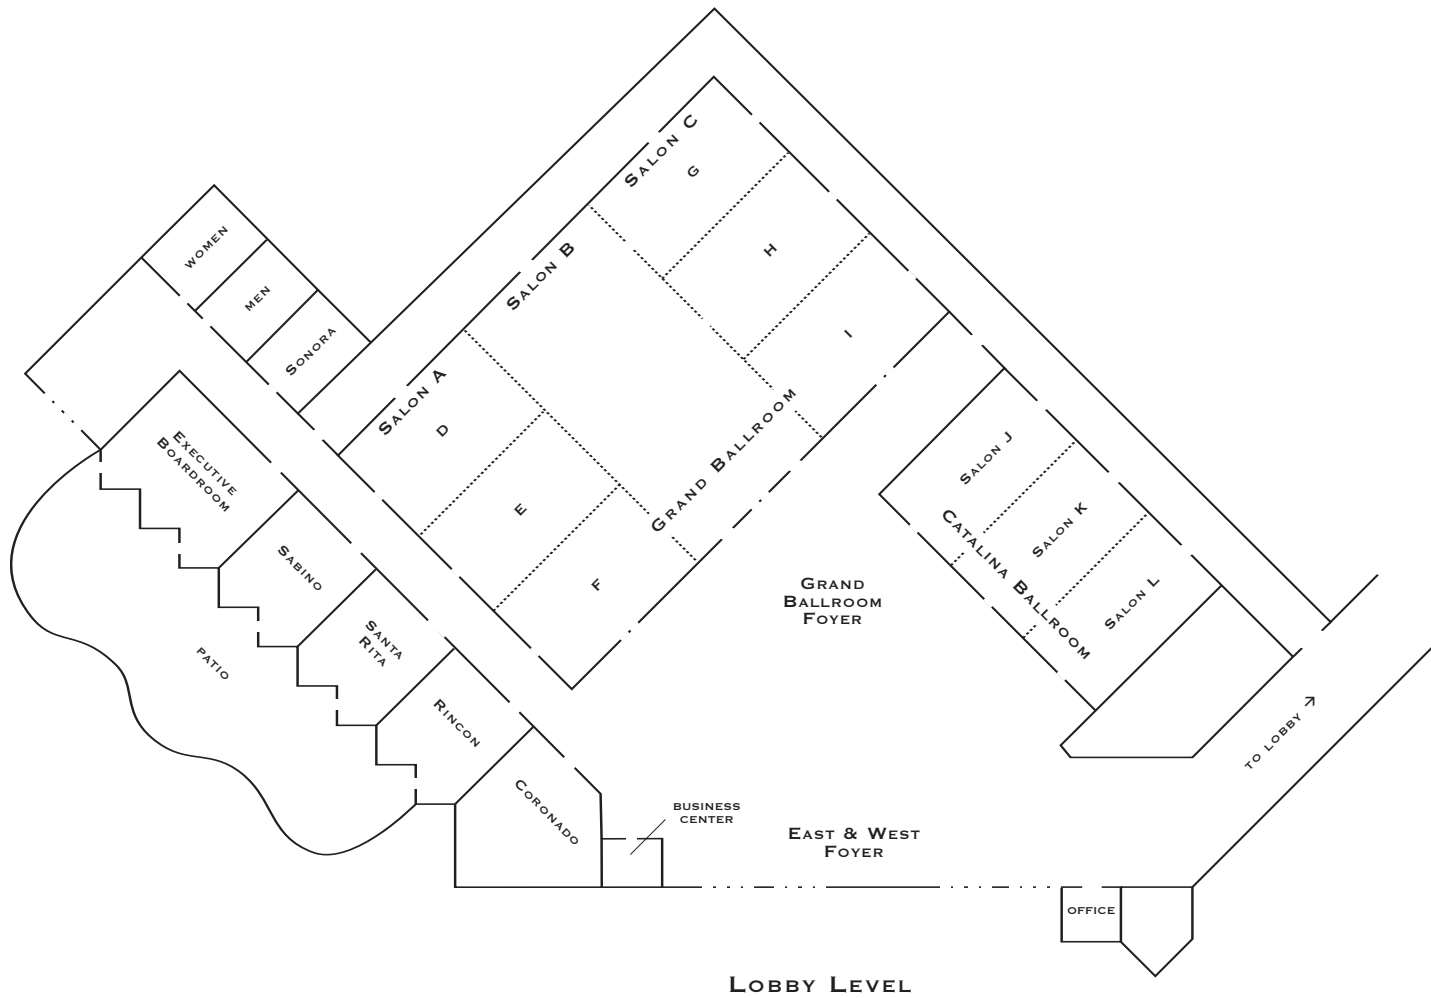 Salon C
G
Women
Salon B
H
Men
Sonora
I
Salon A
D
Grand Ballroom
Executive
Boardroom
Salon J
E
Salon K
Catalina Ballroom
Sabino
F
Grand
Ballroom
Foyer
Salon L
Santa
Rita
Patio
Rincon
To Lobby →
Coronado
Business
Center
East & West
Foyer
Office
Lobby Level